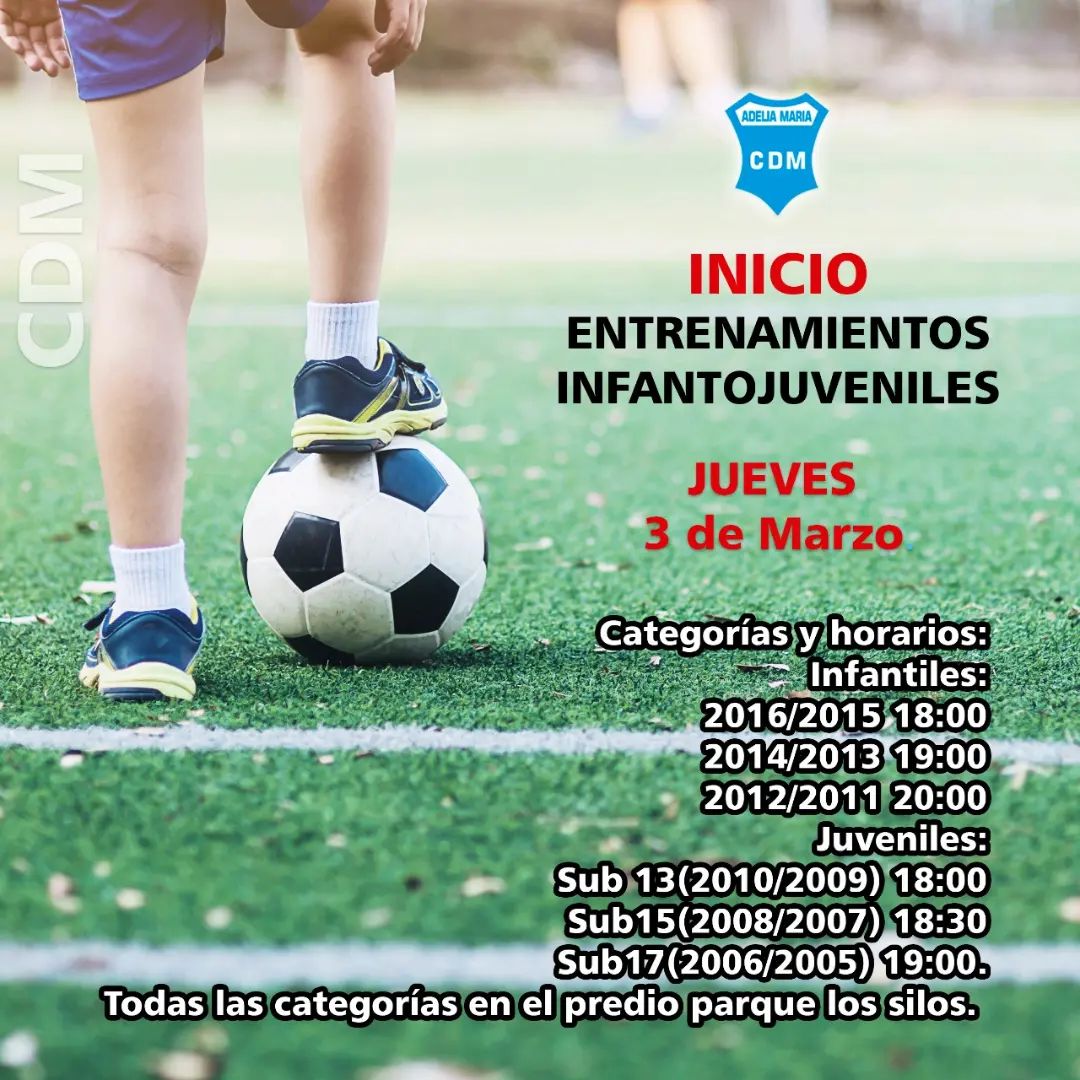 CDM
ADELIA MARIA
CDM
INICIO
ENTRENAMIENTOS
INFANTOJUVENILES
JUEVES
3 de Marzo.
Categorías y horarios:
Infantiles:
2016/2015 18:00
2014/2013 19:00
2012/2011 20:00
Juveniles:
Sub 13(2010/2009) 18:00
Sub15(2008/2007) 18:30
Sub17(2006/2005) 19:00.
Todas las categorías en el predio parque los silos.